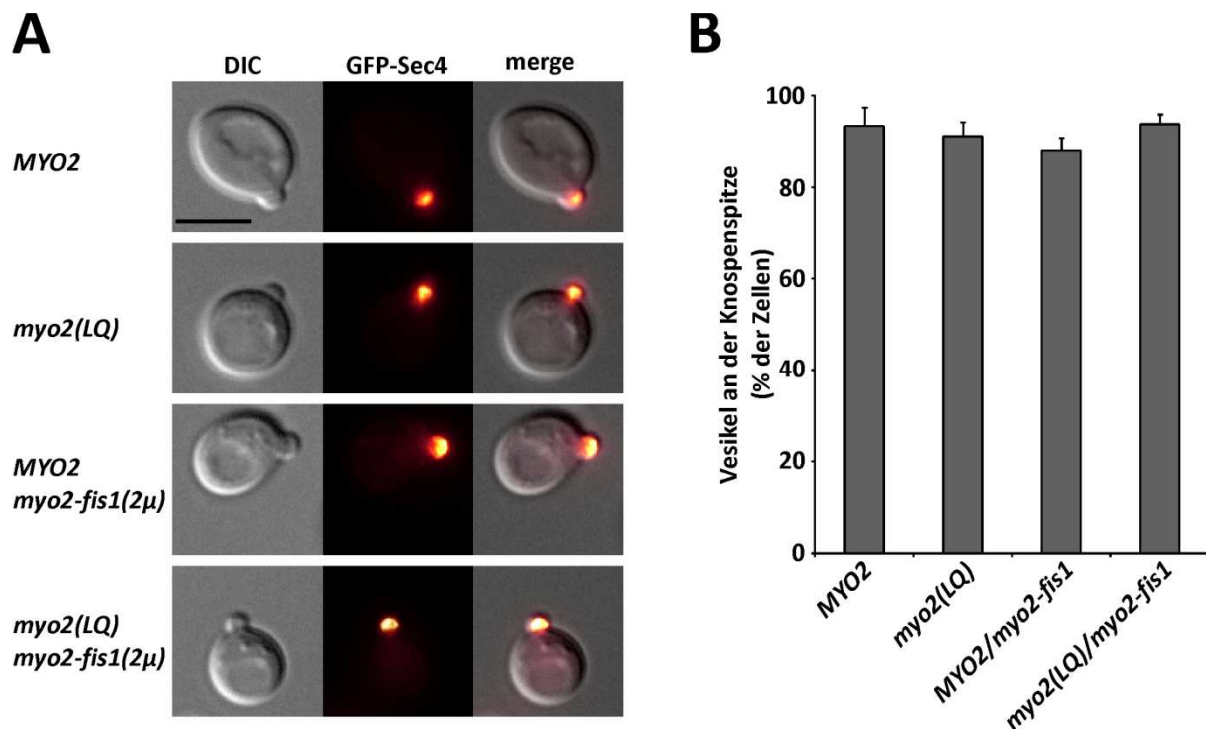 A
DIC GFP-Sec4 merge
MYO2
myo2(LQ)
MYO2
myo2-fis1(2µ)
myo2(LQ)
myo2-fis1(2µ)
B
Vesikel an der Knospenspitze
(% der Zellen)
100
80
60
40
20
0
MYO2
myo2(LQ)
MYO2/myo2-fis1
myo2(LQ)/myo2-fis1